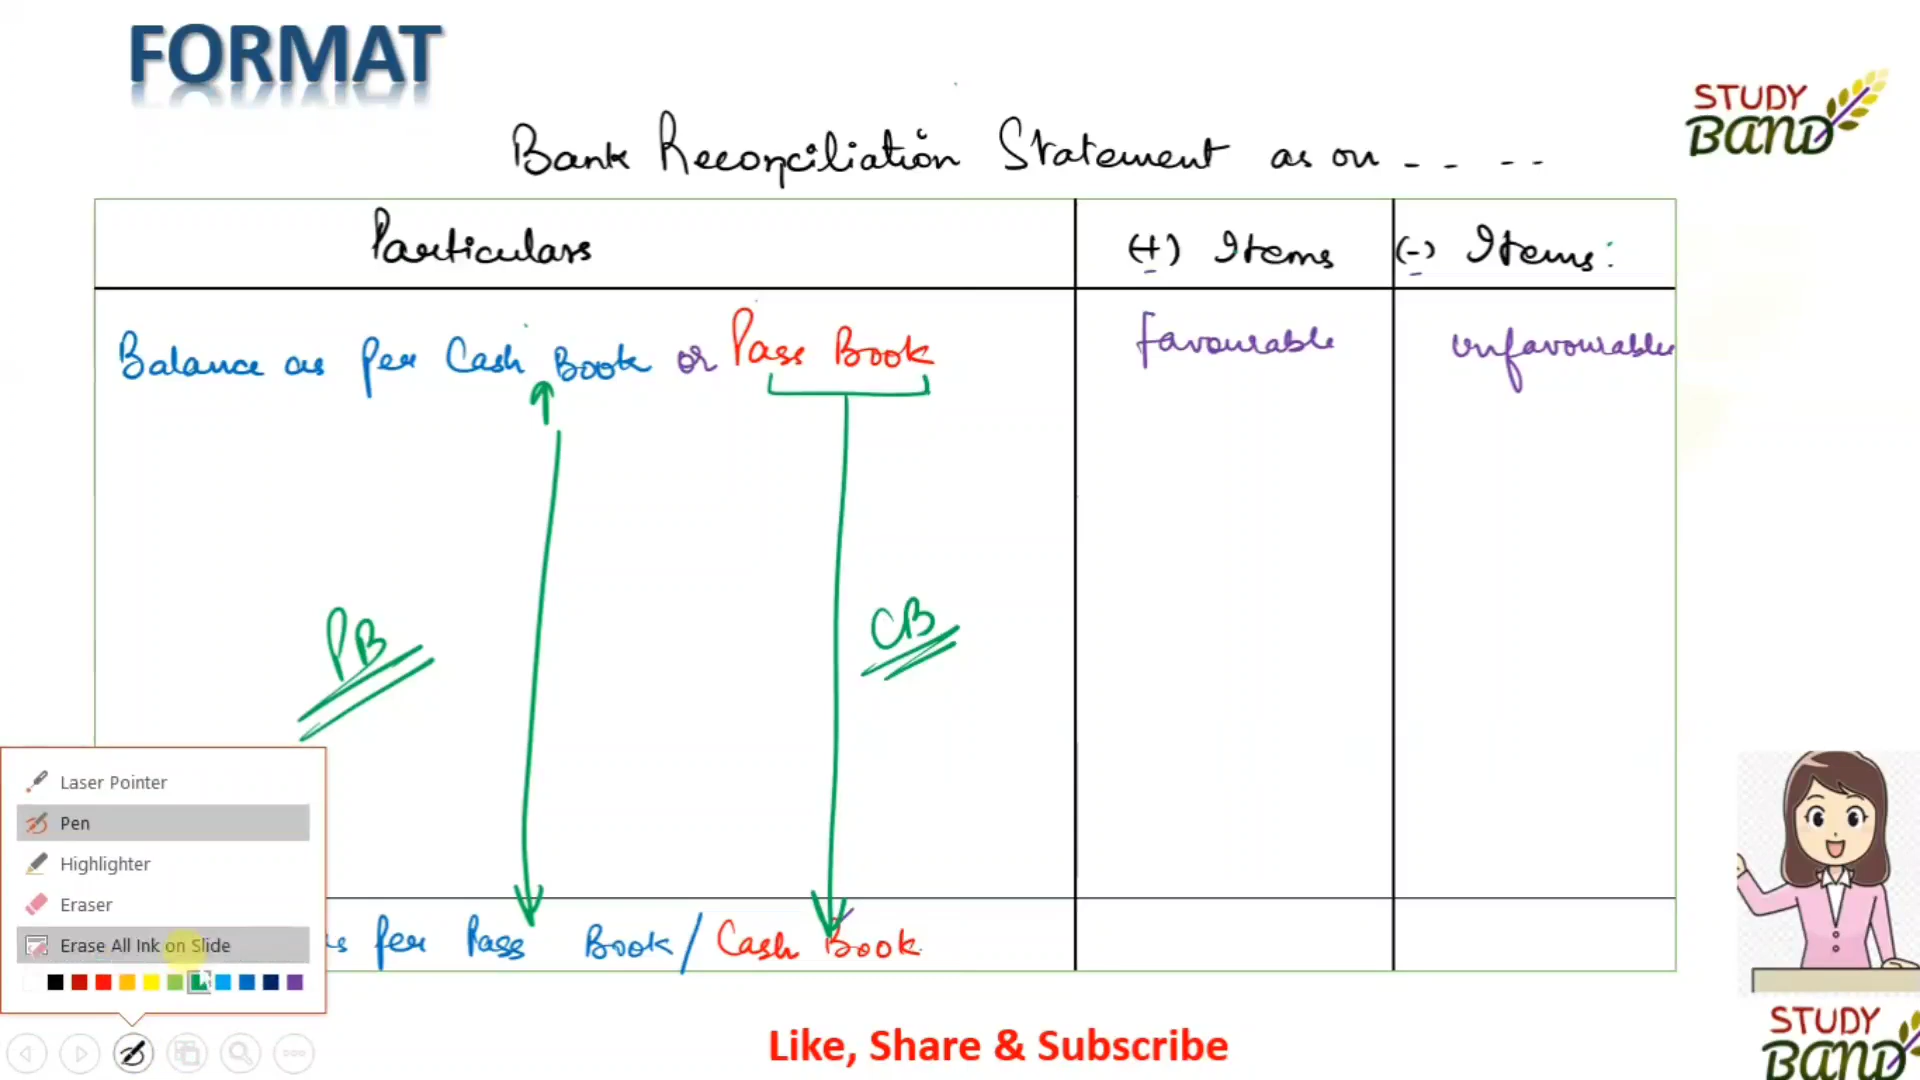 FORMAT
STUDY
BAND
Bank Reconciliation Statement as on - - - -
Particulars
(+) Items
(-) Items:
Balance as per Cash Book or Pass Book
favourable
unfavourable
PB
CB
Laser Pointer
Pen
Highlighter
Eraser
Erase All Ink on Slide
as per Pass Book/ Cash Book
Like, Share & Subscribe
STUDY
BAND